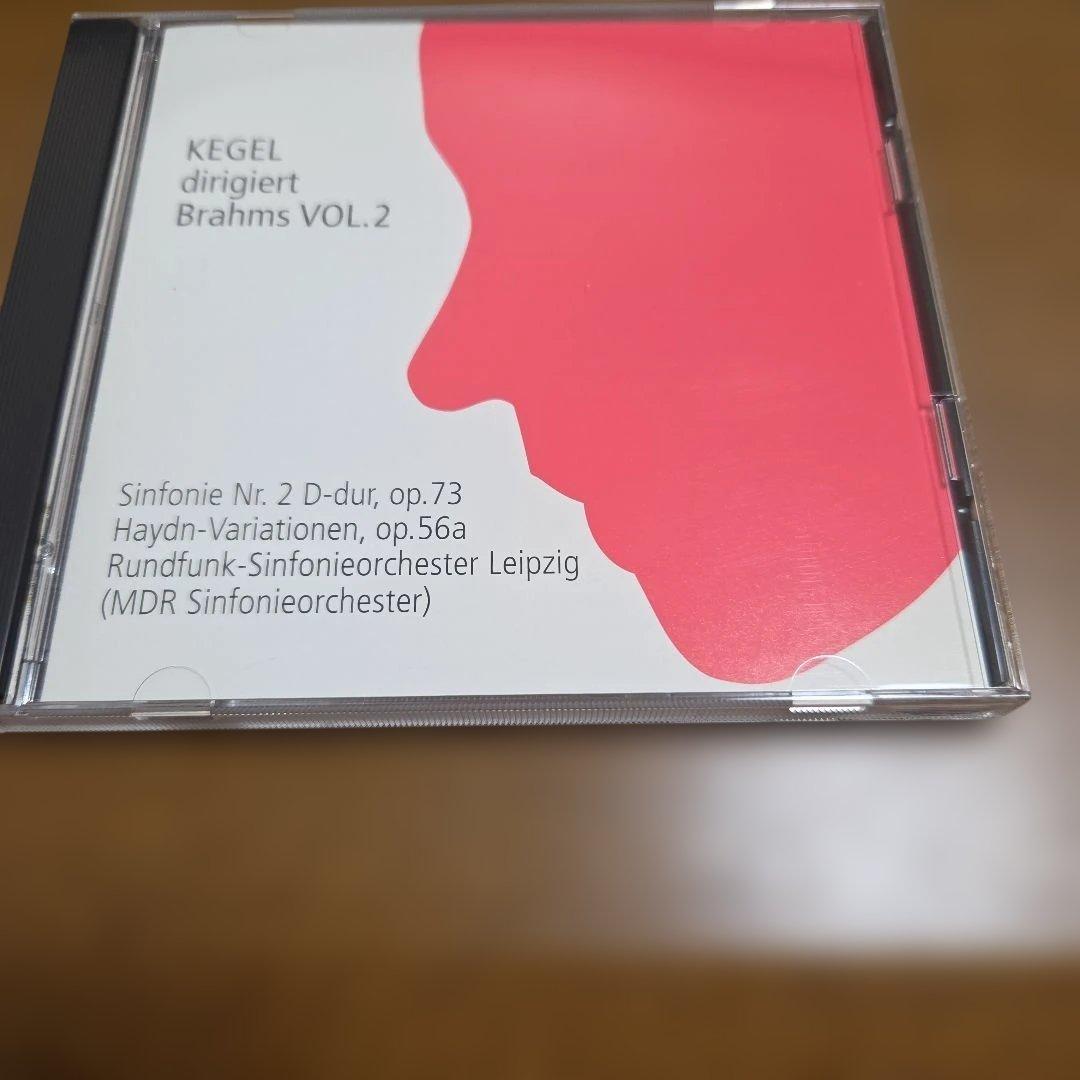 KEGEL
dirigiert
Brahms VOL.2
Sinfonie Nr. 2 D-dur, op.73
Haydn-Variationen, op.56a
Rundfunk-Sinfonieorchester Leipzig
(MDR Sinfonieorchester)